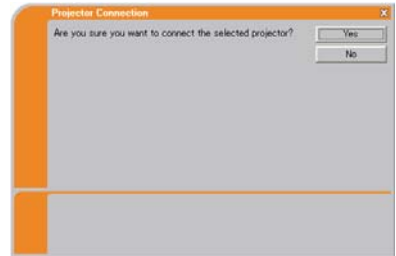 Projector Connection X
Are you sure you want to connect the selected projector? Yes
No